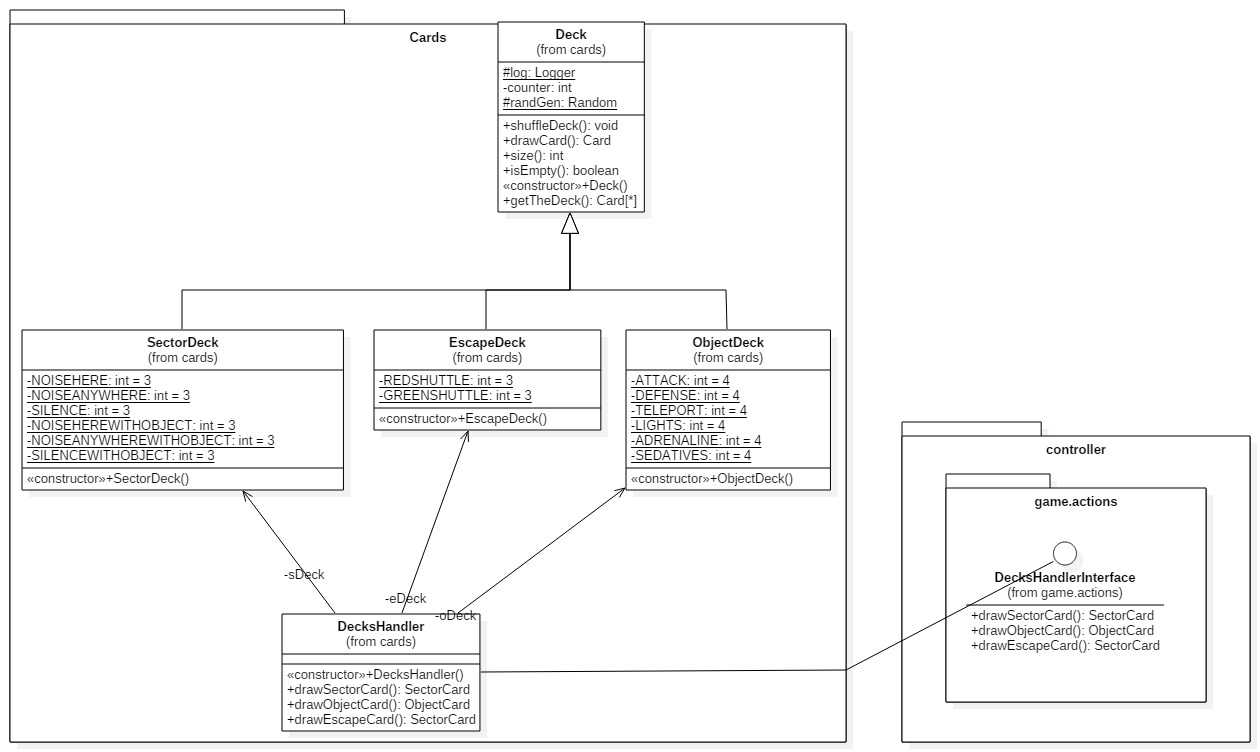 Cards
Deck
(from cards)
#log: Logger
-counter: int
#randGen: Random
+shuffleDeck(): void
+drawCard(): Card
+size(): int
+isEmpty(): boolean
«constructor»+Deck()
+getTheDeck(): Card[*]
SectorDeck
(from cards)
-NOISEHERE: int = 3
-NOISEANYWHERE: int = 3
-SILENCE: int = 3
-NOISEHEREWITHOBJECT: int = 3
-NOISEANYWHEREWITHOBJECT: int = 3
-SILENCEWITHOBJECT: int = 3
«constructor»+SectorDeck()
EscapeDeck
(from cards)
-REDSHUTTLE: int = 3
-GREENSHUTTLE: int = 3
«constructor»+EscapeDeck()
ObjectDeck
(from cards)
-ATTACK: int = 4
-DEFENSE: int = 4
-TELEPORT: int = 4
-LIGHTS: int = 4
-ADRENALINE: int = 4
-SEDATIVES: int = 4
«constructor»+ObjectDeck()
-sDeck
-eDeck
-oDeck
DecksHandler
(from cards)
«constructor»+DecksHandler()
+drawSectorCard(): SectorCard
+drawObjectCard(): ObjectCard
+drawEscapeCard(): SectorCard
controller
game.actions
DecksHandlerInterface
(from game.actions)
+drawSectorCard(): SectorCard
+drawObjectCard(): ObjectCard
+drawEscapeCard(): SectorCard